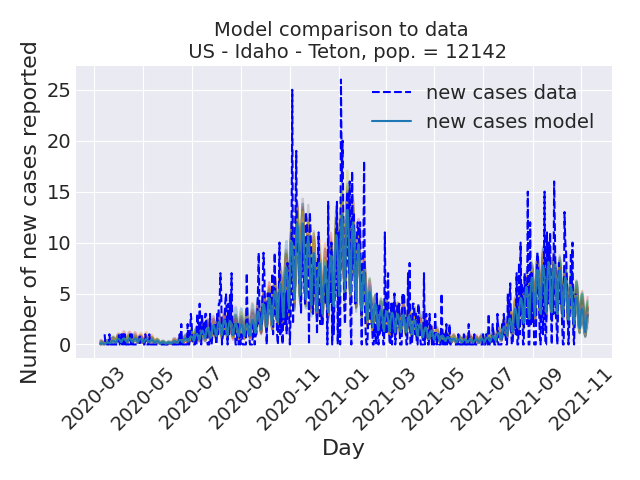 Model comparison to data
US - Idaho - Teton, pop. = 12142
Number of new cases reported
25
20
15
10
5
0
new cases data
new cases model
2020-03
2020-05
2020-07
2020-09
2020-11
2021-01
2021-03
2021-05
2021-07
2021-09
2021-11
Day